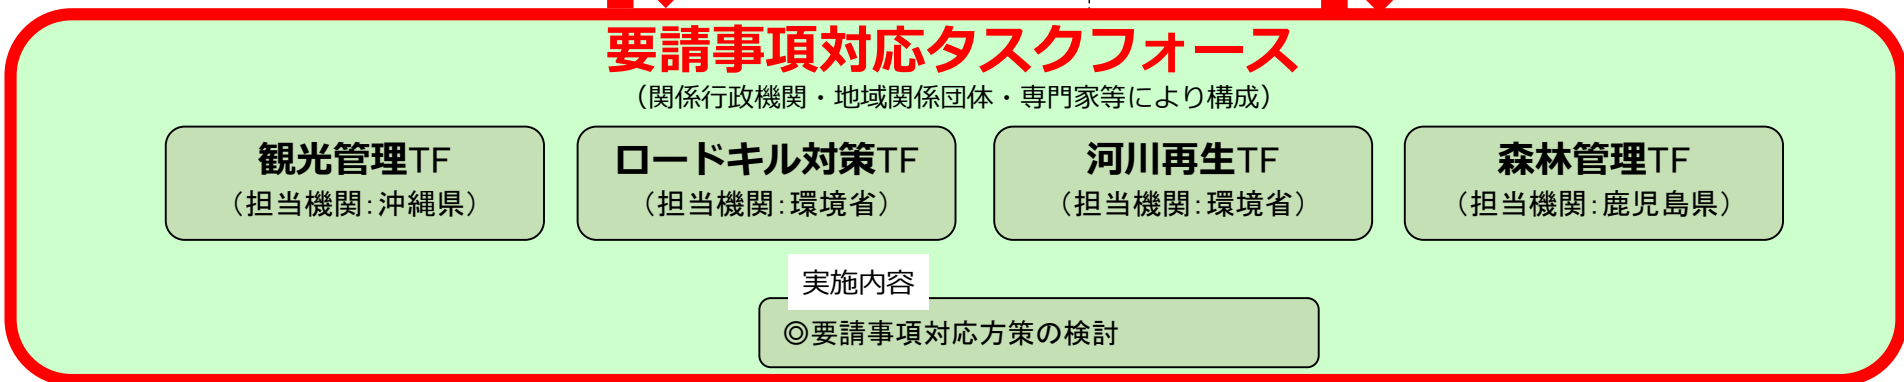 要請事項対応タスクフォース
（関係行政機関・地域関係団体・専門家等により構成）
観光管理TF
（担当機関：沖縄県）
ロードキル対策TF
（担当機関：環境省）
河川再生TF
（担当機関：環境省）
森林管理TF
（担当機関：鹿児島県）
実施内容
◎要請事項対応方策の検討